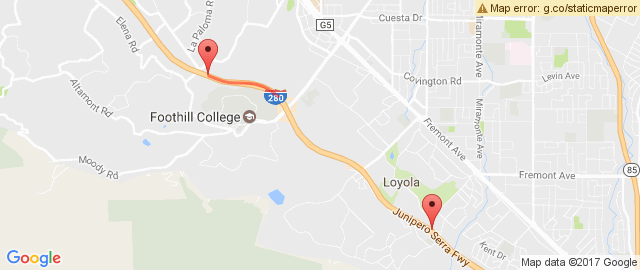 Map error: g.co/staticmaperror
Elena Rd
La Paloma R
G5
Cuesta Dr
Miramonte Ave
Covington Rd
Levin Ave
Altamont Rd
280
Foothill College
Miramonte Ave
Fremont Ave
Moody Rd
Fremont Ave
85
Loyola
Junipero Serra Fwy
Kent Dr
Google
Map data ©2017 Google